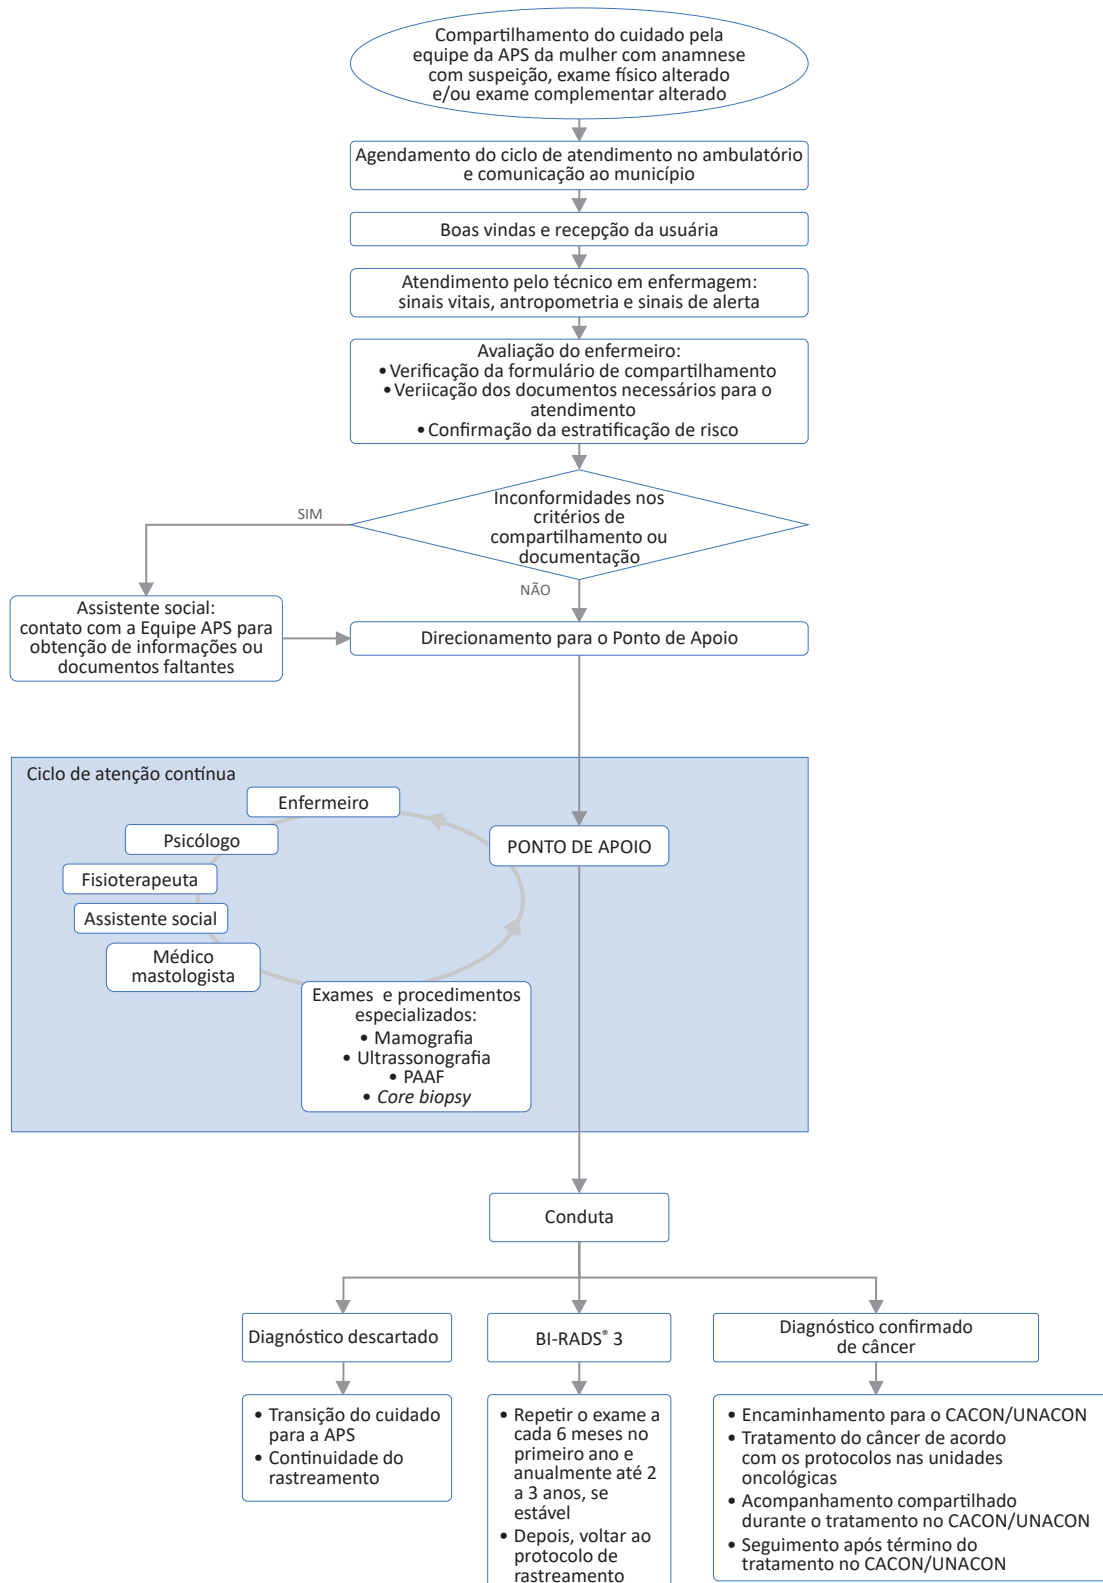 Compartilhamento do cuidado pela
equipe da APS da mulher com anamnese
com suspeição, exame físico alterado
e/ou exame complementar alterado
Agendamento do ciclo de atendimento no ambulatório
e comunicação ao município
Boas vindas e recepção da usuária
Atendimento pelo técnico em enfermagem:
sinais vitais, antropometria e sinais de alerta
Avaliação do enfermeiro:
• Verificação da formulário de compartilhamento
• Veriicação dos documentos necessários para o
atendimento
• Confirmação da estratificação de risco
Inconformidades nos
critérios de
compartilhamento ou
documentação
SIM
NÃO
Assistente social:
contato com a Equipe APS para
obtenção de informações ou
documentos faltantes
Direcionamento para o Ponto de Apoio
Ciclo de atenção contínua
Enfermeiro
Psicólogo
Fisioterapeuta
Assistente social
Médico
mastologista
PONTO DE APOIO
Exames e procedimentos
especializados:
• Mamografia
• Ultrassonografia
• PAAF
• Core biopsy
Conduta
Diagnóstico descartado
BI-RADS® 3
Diagnóstico confirmado
de câncer
• Transição do cuidado
para a APS
• Continuidade do
rastreamento
• Repetir o exame a
cada 6 meses no
primeiro ano e
anualmente até 2
a 3 anos, se
estável
• Depois, voltar ao
protocolo de
rastreamento
• Encaminhamento para o CACON/UNACON
• Tratamento do câncer de acordo
com os protocolos nas unidades
oncológicas
• Acompanhamento compartilhado
durante o tratamento no CACON/UNACON
• Seguimento após término do
tratamento no CACON/UNACON